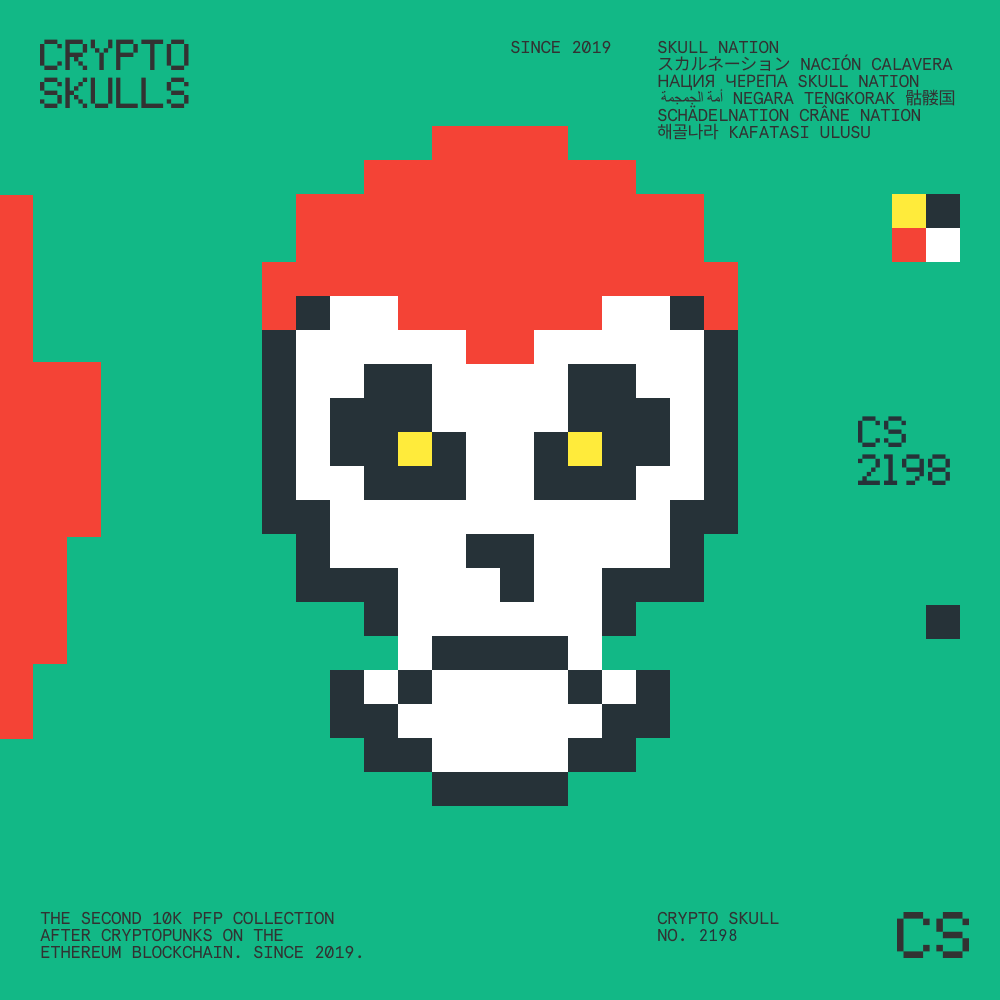 CRYPTO
SKULLS
SINCE 2019
SKULL NATION
スカルネーション NACIÓN CALAVERA
НАЦИЯ ЧЕРЕПА SKULL NATION
أمة الجمجمة NEGARA TENGKORAK 骷髏国
SCHÄDELNATION CRÂNE NATION
해골나라 KAFATASI ULUSU
CS
2198
THE SECOND 10K PFP COLLECTION
AFTER CRYPTOPUNKS ON THE
ETHEREUM BLOCKCHAIN. SINCE 2019.
CRYPTO SKULL
NO. 2198
CS